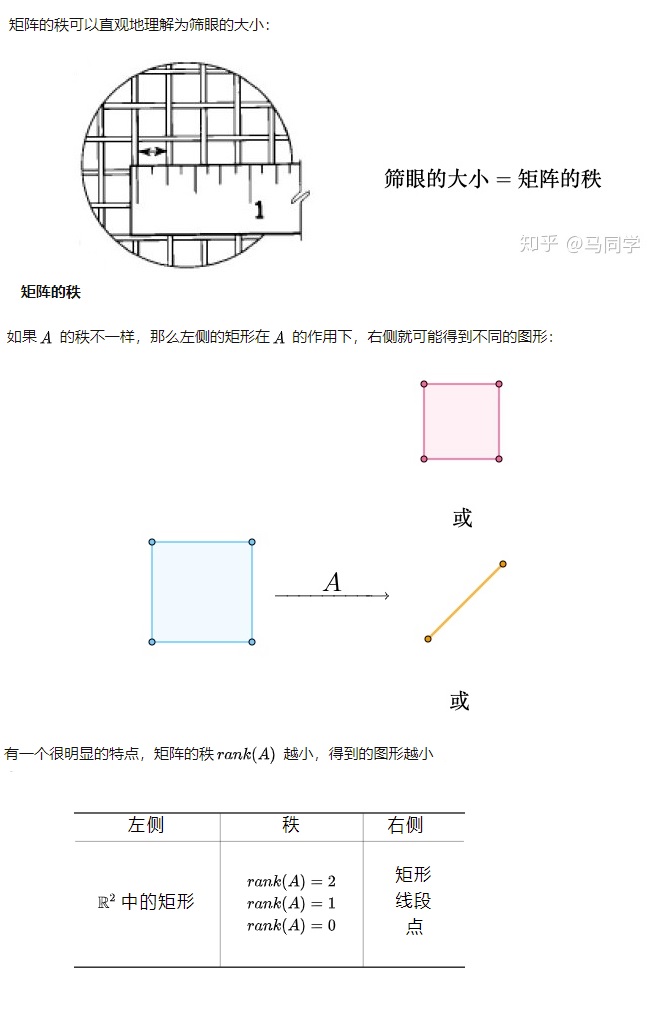 矩阵的秩可以直观地理解为筛眼的大小：
1
筛眼的大小 = 矩阵的秩
知乎 @马同学
矩阵的秩
如果 A 的秩不一样，那么左侧的矩形在 A 的作用下，右侧就可能得到不同的图形：
或
A
或
有一个很明显的特点，矩阵的秩 rank(A) 越小，得到的图形越小
左侧 秩 右侧
ℝ² 中的矩形
rank(A) = 2 矩形
rank(A) = 1 线段
rank(A) = 0 点